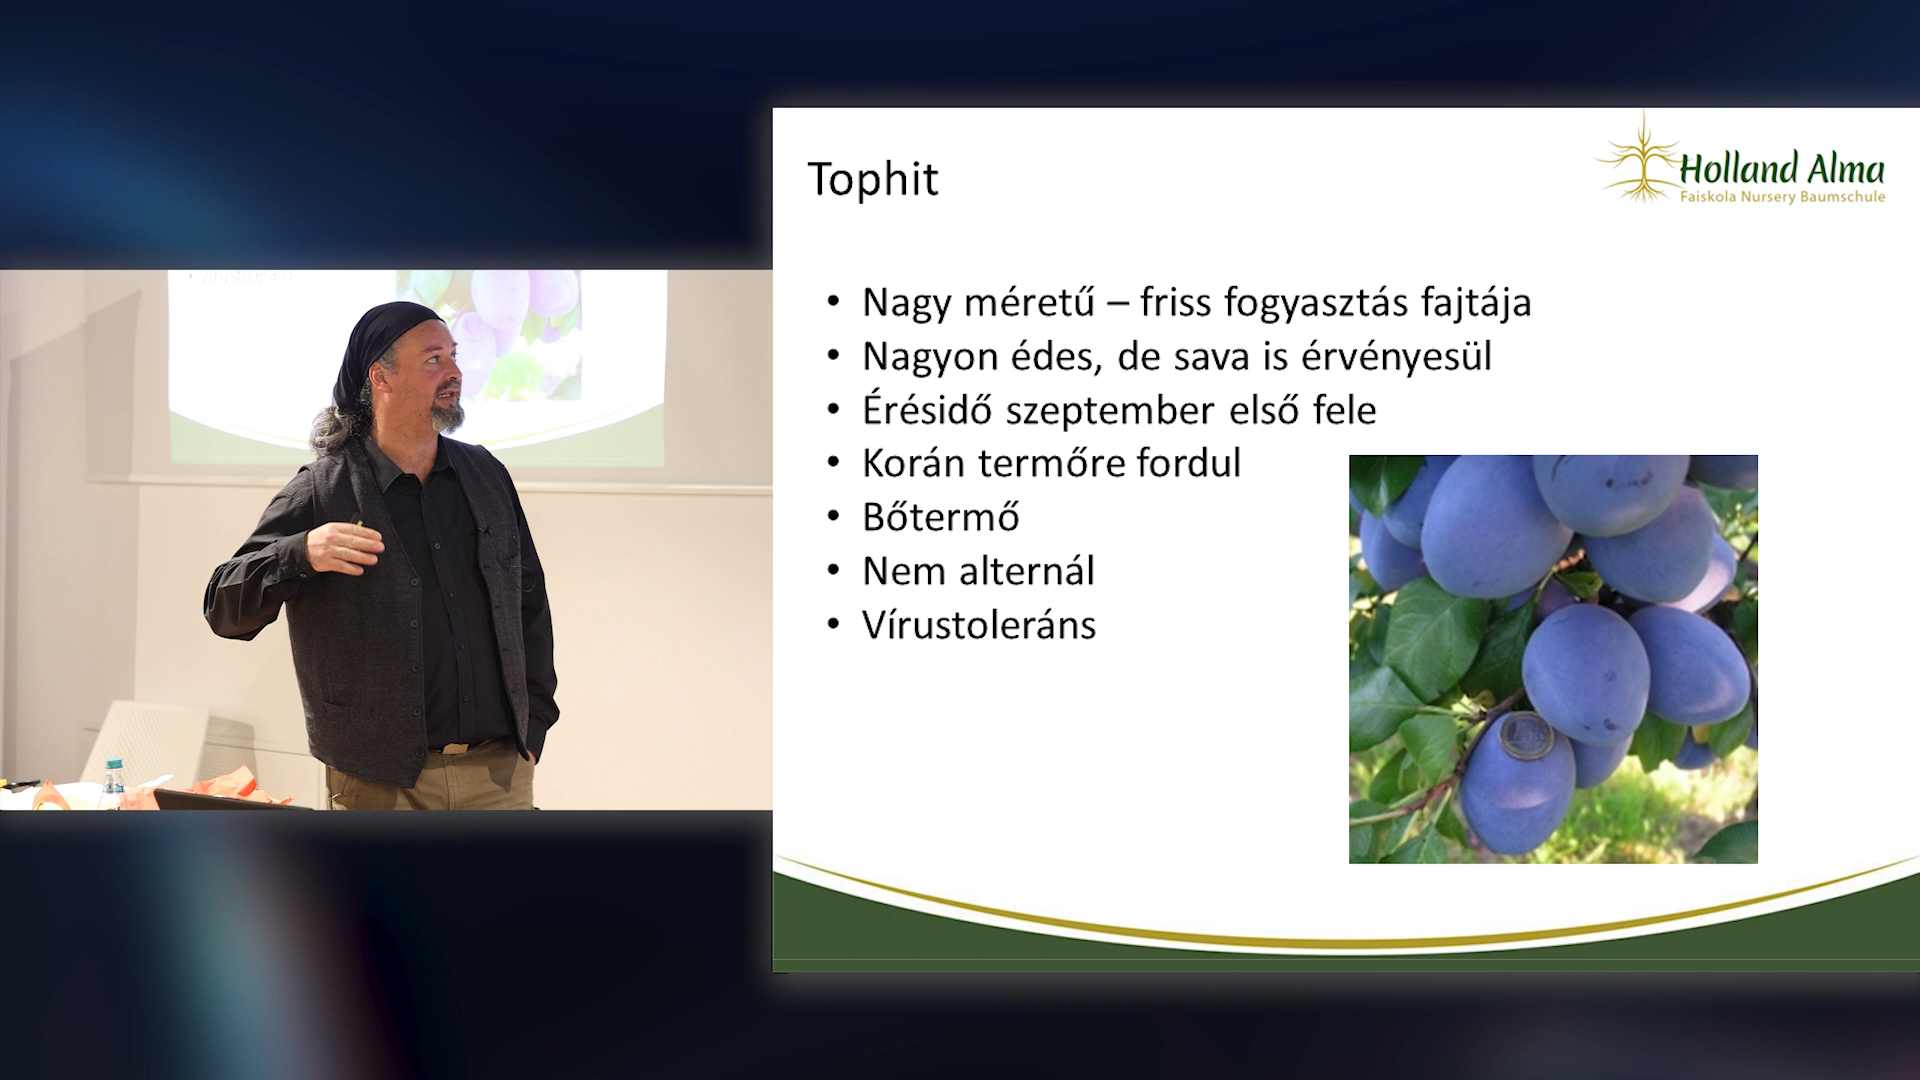 Tophit
Holland Alma
Faiskola Nursery Baumschule
• Nagy méretű – friss fogyasztás fajtája
• Nagyon édes, de sava is érvényesül
• Érésidő szeptember első fele
• Korán termőre fordul
• Bőtermő
• Nem alternál
• Vírustoleráns
• Vírustoleráns